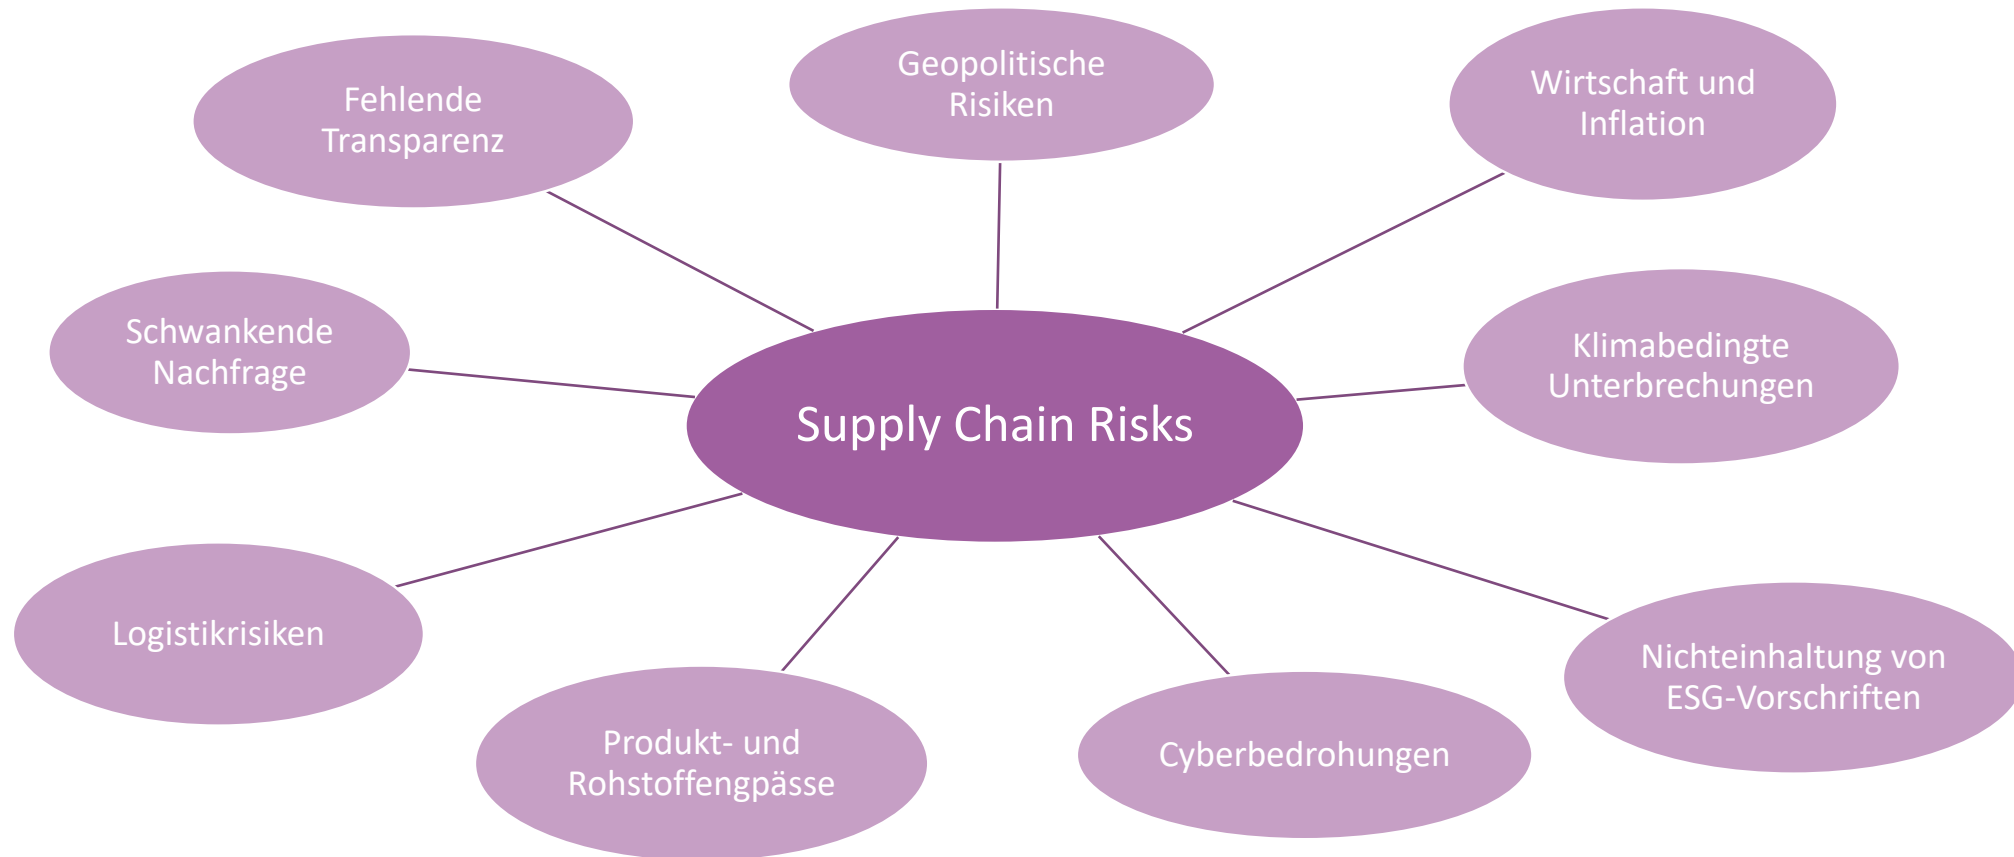 Geopolitische
Risiken
Wirtschaft und
Inflation
Fehlende
Transparenz
Schwankende
Nachfrage
Klimabedingte
Unterbrechungen
Supply Chain Risks
Logistikrisiken
Nichteinhaltung von
ESG-Vorschriften
Produkt- und
Rohstoffengpässe
Cyberbedrohungen